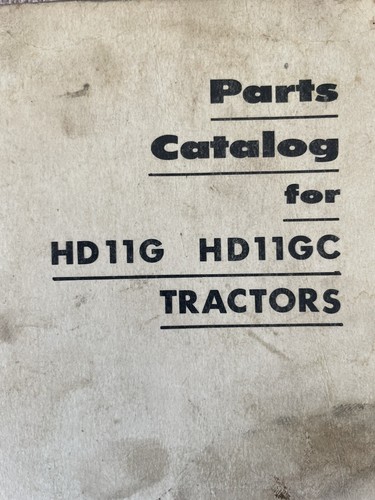 Parts
Catalog
for
HD11G HD11GC
TRACTORS